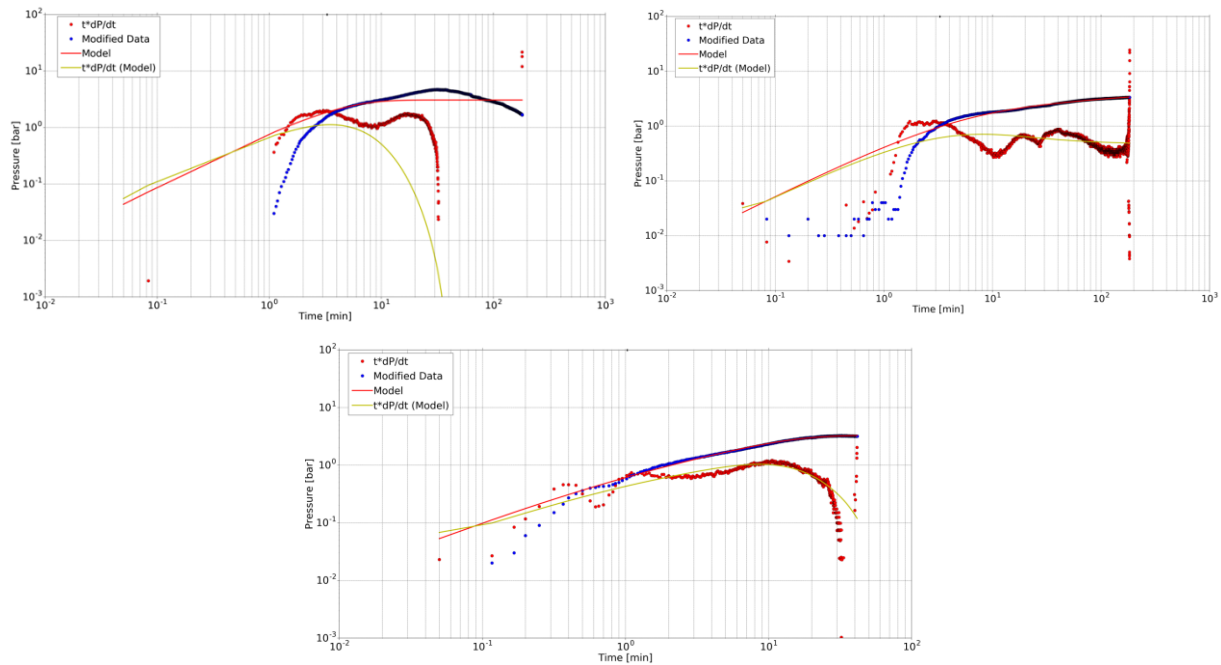 10²
t*dP/dt
Modified Data
Model
t*dP/dt (Model)
10¹
10⁰
10⁻¹
10⁻²
10⁻³
Pressure [bar]
10⁻² 10⁻¹ 10⁰ 10¹ 10² 10³
Time [min]
10²
t*dP/dt
Modified Data
Model
t*dP/dt (Model)
10¹
10⁰
10⁻¹
10⁻²
10⁻³
Pressure [bar]
10⁻² 10⁻¹ 10⁰ 10¹ 10² 10³
Time [min]
10²
t*dP/dt
Modified Data
Model
t*dP/dt (Model)
10¹
10⁰
10⁻¹
10⁻²
10⁻³
Pressure [bar]
10⁻² 10⁻¹ 10⁰ 10¹ 10²
Time [min]